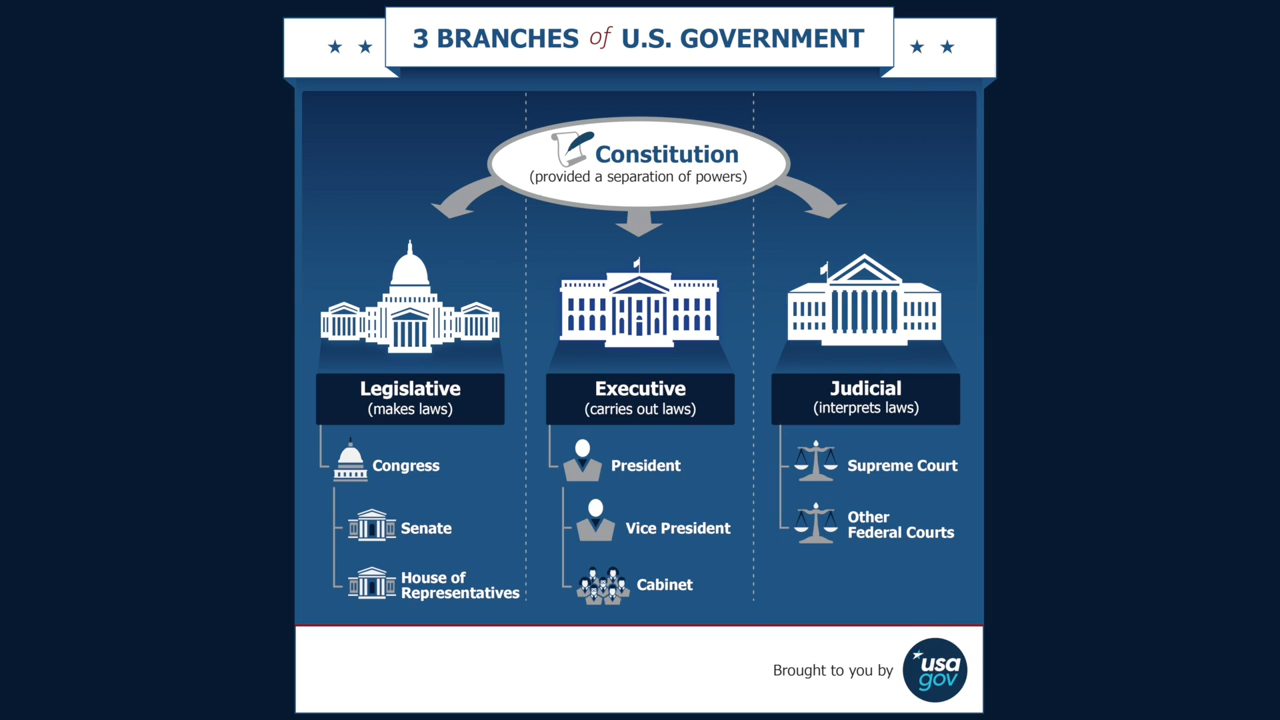 3 BRANCHES of U.S. GOVERNMENT
Constitution
(provided a separation of powers)
Legislative
(makes laws)
Congress
Senate
House of
Representatives
Executive
(carries out laws)
President
Vice President
Cabinet
Judicial
(interprets laws)
Supreme Court
Other
Federal Courts
Brought to you by
usa
gov